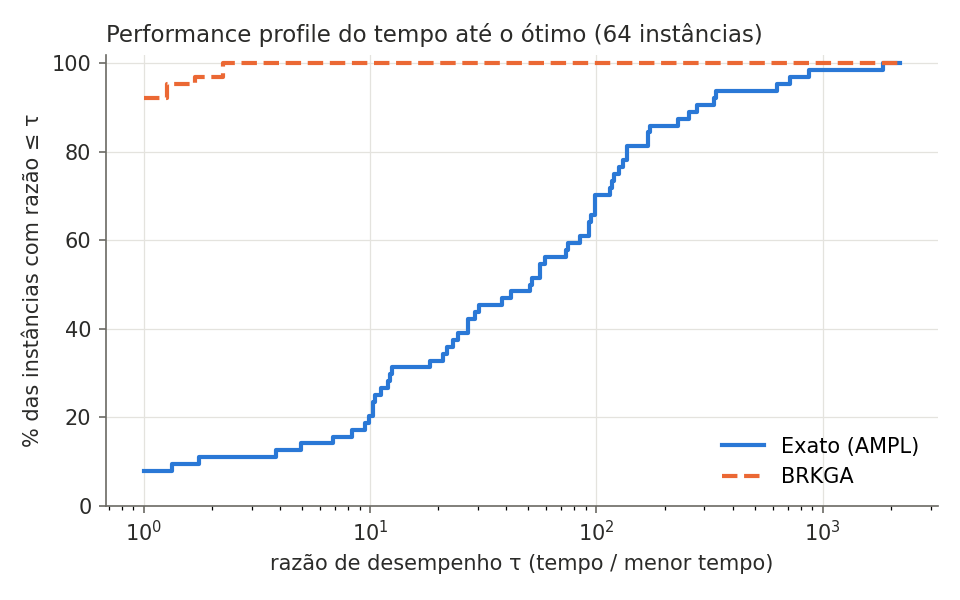 Performance profile do tempo até o ótimo (64 instâncias)
% das instâncias com razão ≤ τ
100
80
60
40
20
0
Exato (AMPL)
BRKGA
10⁰ 10¹ 10² 10³
razão de desempenho τ (tempo / menor tempo)